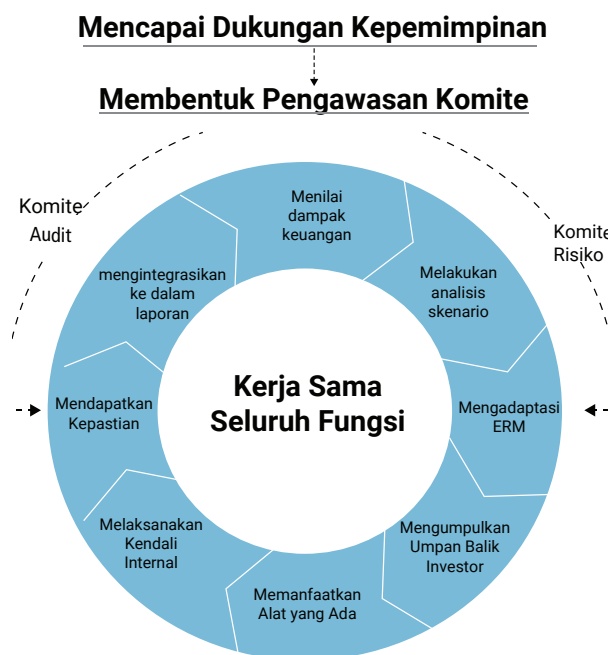 Mencapai Dukungan Kepemimpinan
Membentuk Pengawasan Komite
Komite
Audit
Komite
Risiko
Menilai
dampak
keuangan
Melakukan
analisis
skenario
Mengadaptasi
ERM
Mengumpulkan
Umpan Balik
Investor
Memanfaatkan
Alat yang Ada
Melaksanakan
Kendali
Internal
Mendapatkan
Kepastian
mengintegrasikan
ke dalam
laporan
Kerja Sama
Seluruh Fungsi